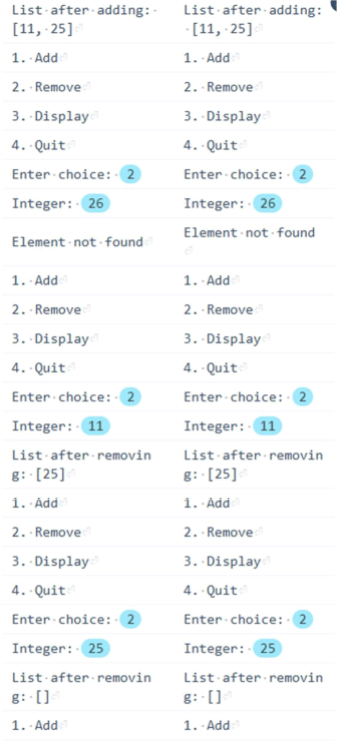 List after adding: List after adding:
[11, 25] [11, 25]
1. Add 1. Add
2. Remove 2. Remove
3. Display 3. Display
4. Quit 4. Quit
Enter choice: 2 Enter choice: 2
Integer: 26 Integer: 26
Element not found Element not found
1. Add 1. Add
2. Remove 2. Remove
3. Display 3. Display
4. Quit 4. Quit
Enter choice: 2 Enter choice: 2
Integer: 11 Integer: 11
List after removin List after removin
g: [25] g: [25]
1. Add 1. Add
2. Remove 2. Remove
3. Display 3. Display
4. Quit 4. Quit
Enter choice: 2 Enter choice: 2
Integer: 25 Integer: 25
List after removin List after removin
g: [] g: []
1. Add 1. Add